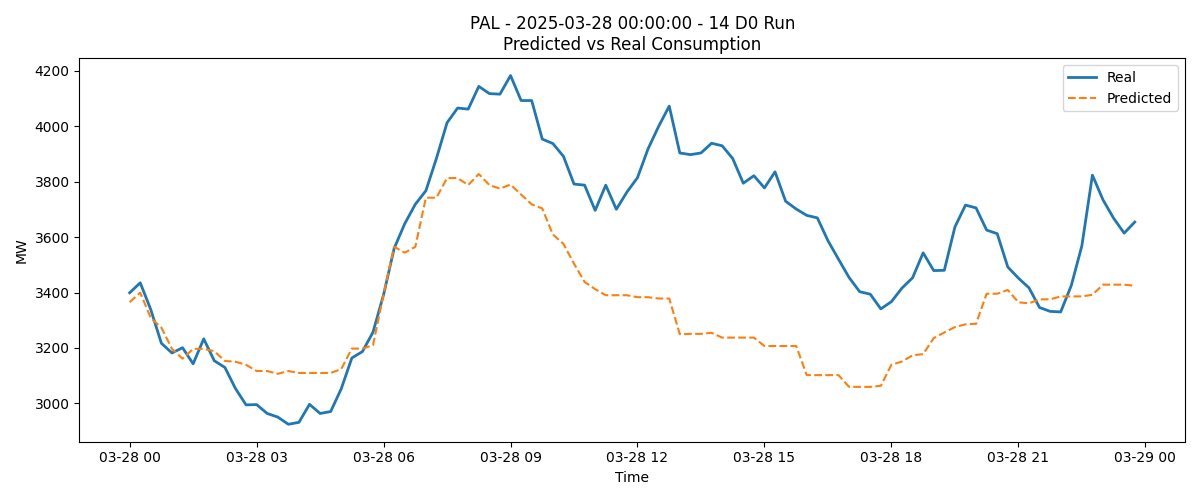 PAL - 2025-03-28 00:00:00 - 14 D0 Run
Predicted vs Real Consumption
Real
Predicted
MW
4200
4000
3800
3600
3400
3200
3000
03-28 00
03-28 03
03-28 06
03-28 09
03-28 12
03-28 15
03-28 18
03-28 21
03-29 00
Time